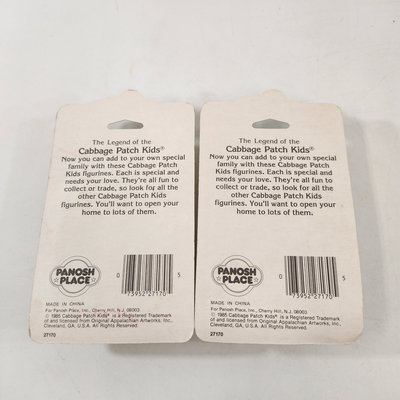 The Legend of the
Cabbage Patch Kids®
Now you can add to your own special
family with these Cabbage Patch
Kids figurines. Each is special and
needs your love. They're all fun to
collect or trade, so look for all the
other Cabbage Patch Kids
figurines. You'll want to open your
home to lots of them.
PANOSH
PLACE
0
73952 27170
5
MADE IN CHINA
For Panosh Place, Inc., Cherry Hill, N.J. 08003
© 1985 Cabbage Patch Kids® is a Registered Trademark
of and licensed from Original Appalachian Artworks, Inc.,
Cleveland, GA, U.S.A. All Rights Reserved.
27170
The Legend of the
Cabbage Patch Kids®
Now you can add to your own special
family with these Cabbage Patch
Kids figurines. Each is special and
needs your love. They're all fun to
collect or trade, so look for all the
other Cabbage Patch Kids
figurines. You'll want to open your
home to lots of them.
PANOSH
PLACE
0
73952 27170
5
MADE IN CHINA
For Panosh Place, Inc., Cherry Hill, N.J. 08003
© 1985 Cabbage Patch Kids® is a Registered Trademark
of and licensed from Original Appalachian Artworks, Inc.,
Cleveland, GA, U.S.A. All Rights Reserved.
27170